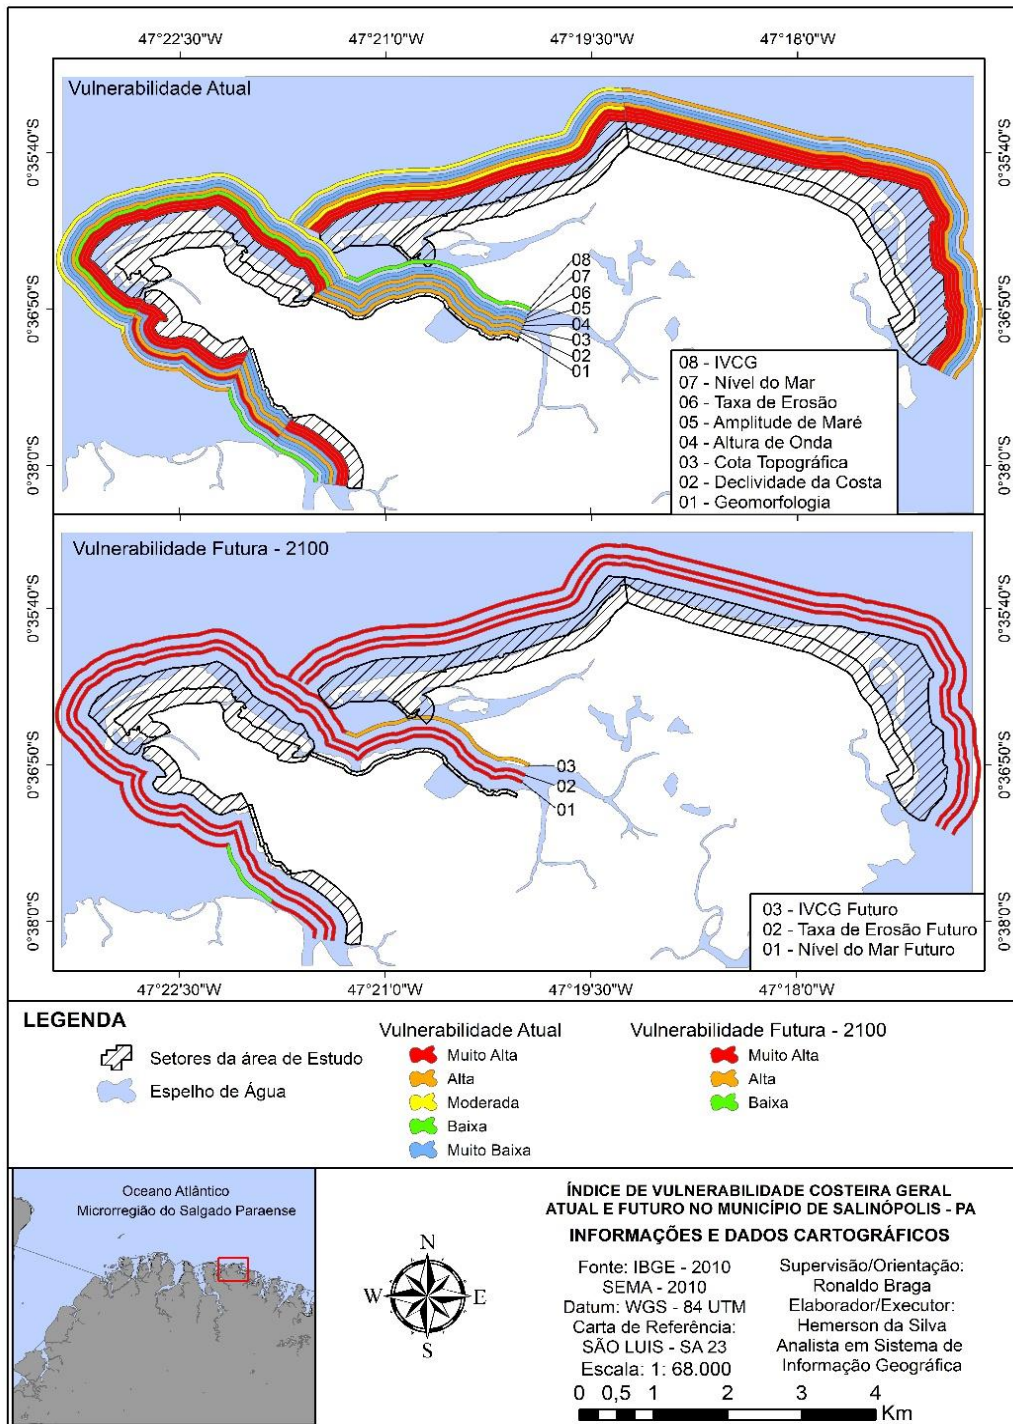 47°22'30"W 47°21'0"W 47°19'30"W 47°18'0"W
Vulnerabilidade Atual
0°35'40"S 0°35'40"S
0°36'50"S 0°36'50"S
0°38'0"S 0°38'0"S
08
07
06
05
04
03
02
01
08 - IVCG
07 - Nível do Mar
06 - Taxa de Erosão
05 - Amplitude de Maré
04 - Altura de Onda
03 - Cota Topográfica
02 - Declividade da Costa
01 - Geomorfologia
Vulnerabilidade Futura - 2100
0°35'40"S 0°35'40"S
0°36'50"S 0°36'50"S
0°38'0"S 0°38'0"S
03
02
01
03 - IVCG Futuro
02 - Taxa de Erosão Futuro
01 - Nível do Mar Futuro
47°22'30"W 47°21'0"W 47°19'30"W 47°18'0"W
LEGENDA
Setores da área de Estudo
Espelho de Água
Vulnerabilidade Atual
Muito Alta
Alta
Moderada
Baixa
Muito Baixa
Vulnerabilidade Futura - 2100
Muito Alta
Alta
Baixa
Oceano Atlântico
Microrregião do Salgado Paraense
N
W E
S
ÍNDICE DE VULNERABILIDADE COSTEIRA GERAL
ATUAL E FUTURO NO MUNICÍPIO DE SALINÓPOLIS - PA
INFORMAÇÕES E DADOS CARTOGRÁFICOS
Fonte: IBGE - 2010
SEMA - 2010
Datum: WGS - 84 UTM
Carta de Referência:
SÃO LUIS - SA 23
Escala: 1: 68.000
Supervisão/Orientação:
Ronaldo Braga
Elaborador/Executor:
Hemerson da Silva
Analista em Sistema de
Informação Geográfica
0 0,5 1 2 3 4
Km